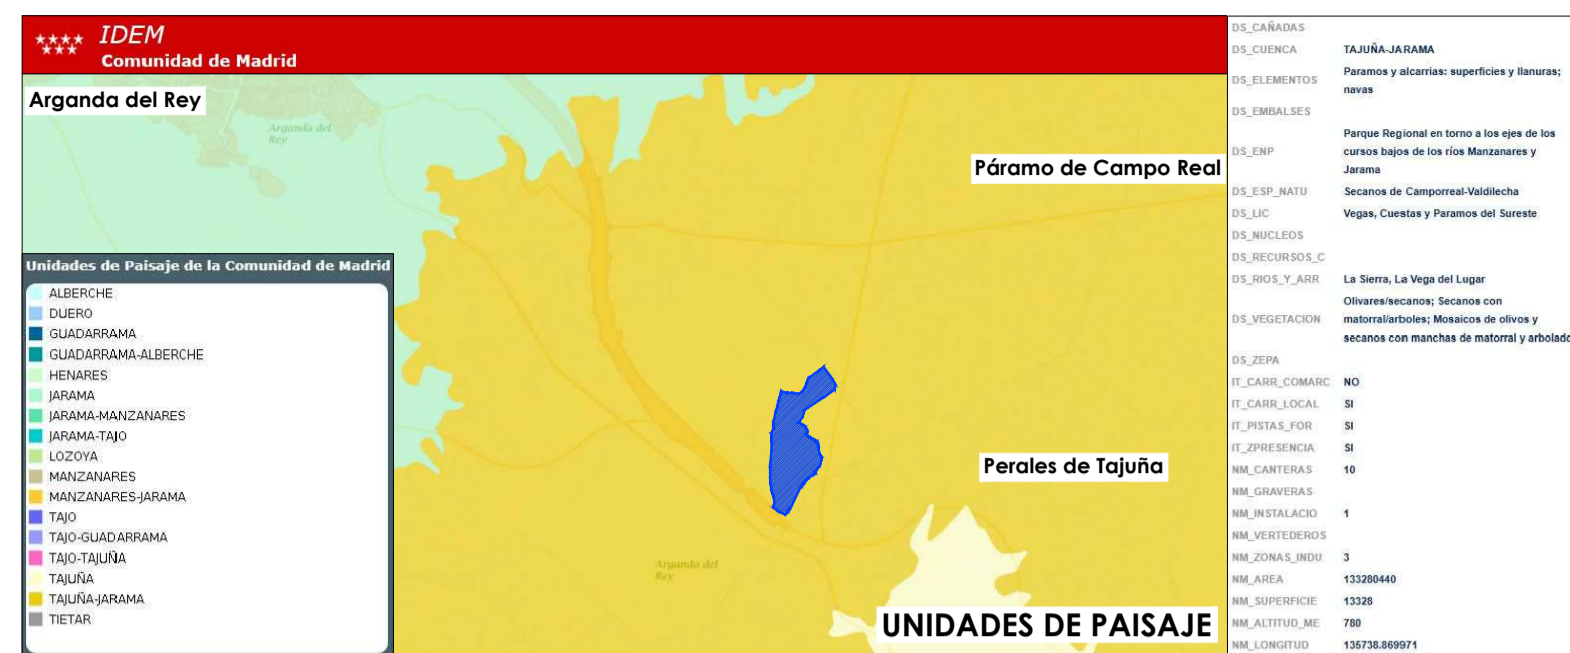 IDEM
Comunidad de Madrid
Arganda del Rey
Arganda del
Rey
Páramo de Campo Real
Perales de Tajuña
Arganda del
Rey
UNIDADES DE PAISAJE
Unidades de Paisaje de la Comunidad de Madrid
ALBERCHE
DUERO
GUADARRAMA
GUADARRAMA-ALBERCHE
HENARES
JARAMA
JARAMA-MANZANARES
JARAMA-TAJO
LOZOYA
MANZANARES
MANZANARES-JARAMA
TAJO
TAJO-GUADARRAMA
TAJO-TAJUÑA
TAJUÑA
TAJUÑA-JARAMA
TIETAR
DS_CAÑADAS
DS_CUENCA TAJUÑA-JARAMA
DS_ELEMENTOS Paramos y alcarrias: superficies y llanuras;
navas
DS_EMBALSES
DS_ENP Parque Regional en torno a los ejes de los
cursos bajos de los ríos Manzanares y
Jarama
DS_ESP_NATU Secanos de Camporreal-Valdilecha
DS_LIC Vegas, Cuestas y Paramos del Sureste
DS_NUCLEOS
DS_RECURSOS_C
DS_RIOS_Y_ARR La Sierra, La Vega del Lugar
DS_VEGETACION Olivares/secanos; Secanos con
matorral/arboles; Mosaicos de olivos y
secanos con manchas de matorral y arbolado
DS_ZEPA
IT_CARR_COMARC NO
IT_CARR_LOCAL SI
IT_PISTAS_FOR SI
IT_ZPRESENCIA SI
NM_CANTERAS 10
NM_GRAVERAS
NM_INSTALACIO 1
NM_VERTEDEROS
NM_ZONAS_INDU 3
NM_AREA 133280440
NM_SUPERFICIE 13328
NM_ALTITUD_ME 780
NM_LONGITUD 135738.869971